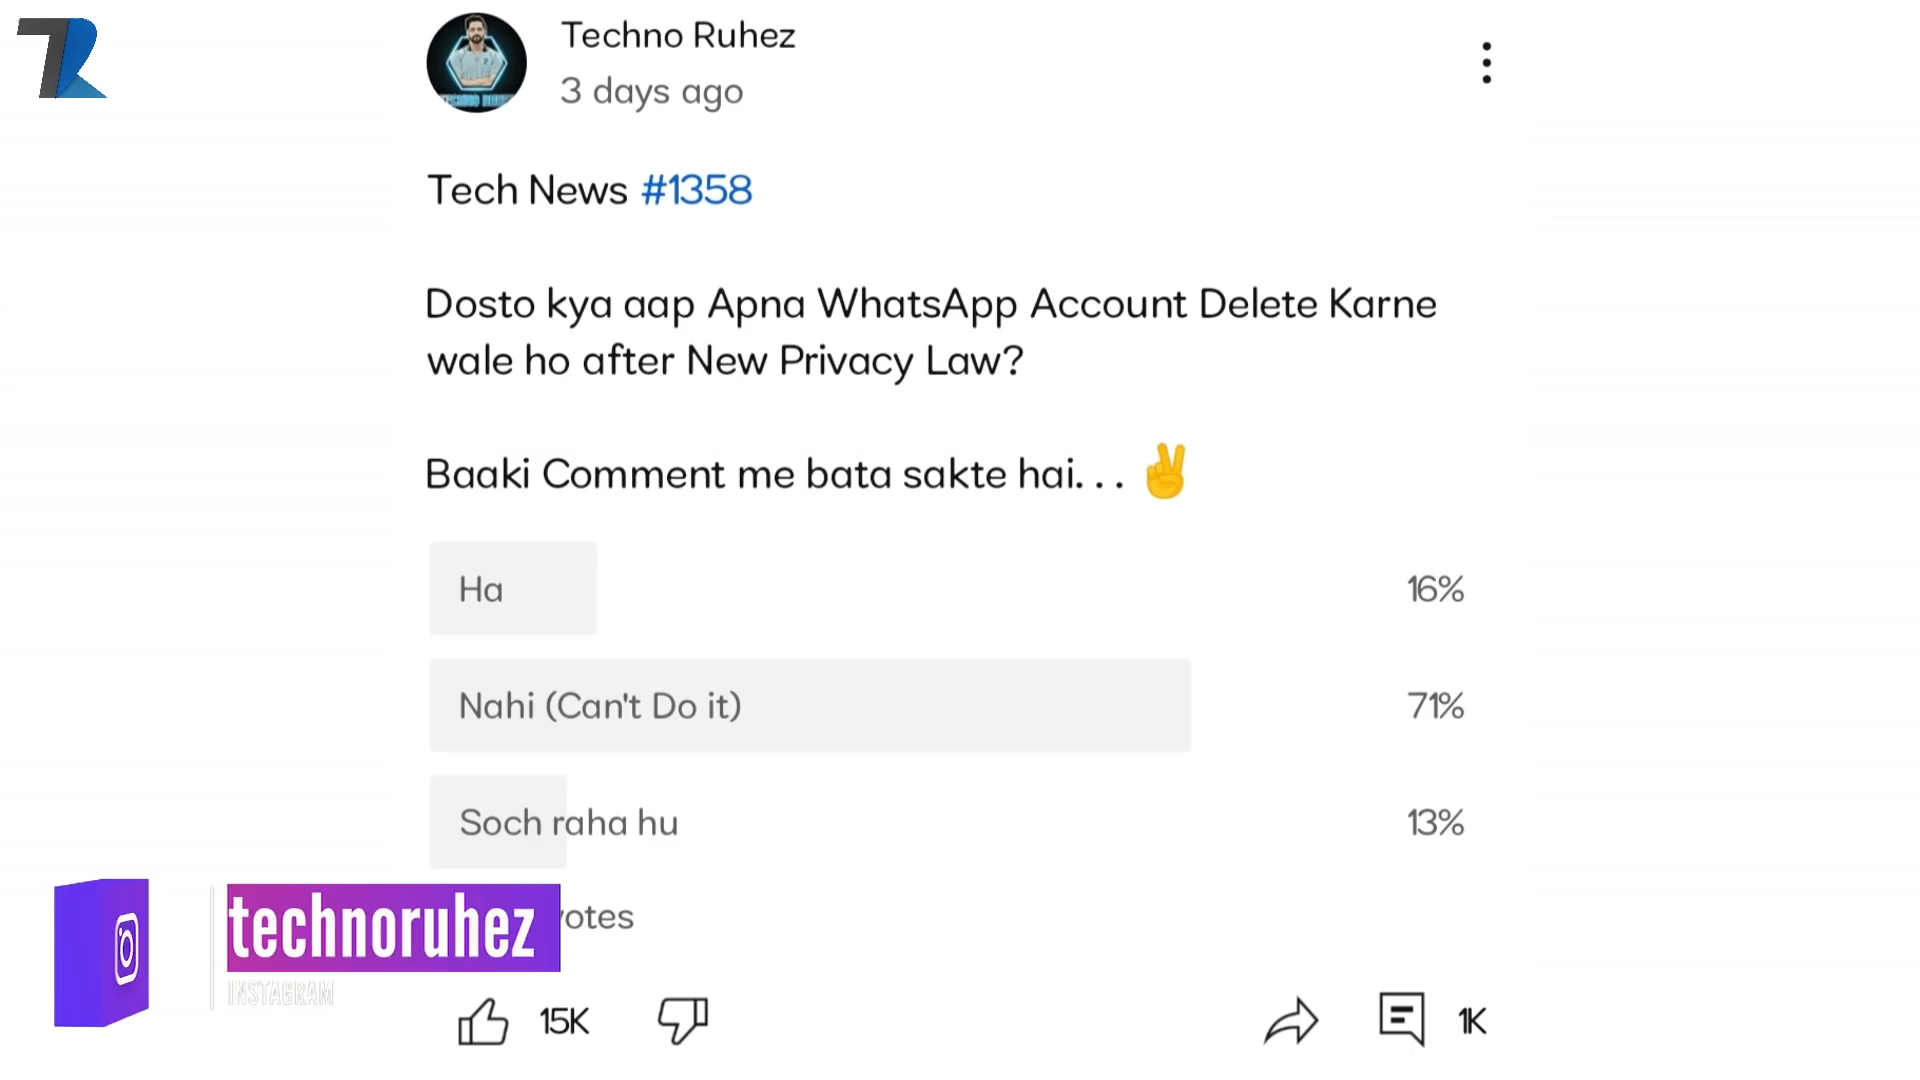 Techno Ruhez
3 days ago
Tech News #1358
Dosto kya aap Apna WhatsApp Account Delete Karne
wale ho after New Privacy Law?
Baaki Comment me bata sakte hai. . . ✌
Ha 16%
Nahi (Can't Do it) 71%
Soch raha hu 13%
technoruhez
INSTAGRAM
15K
1K